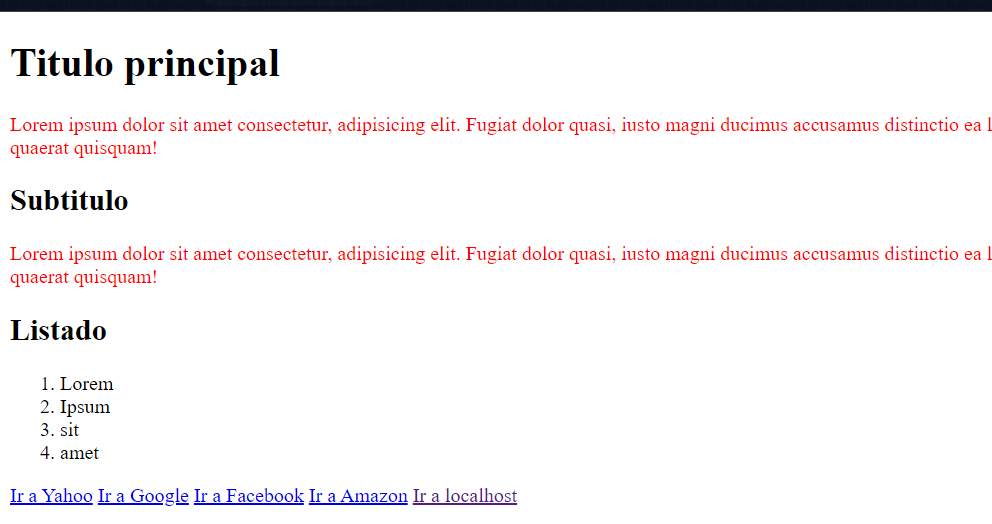 Titulo principal
Lorem ipsum dolor sit amet consectetur, adipisicing elit. Fugiat dolor quasi, iusto magni ducimus accusamus distinctio ea
quaerat quisquam!
Subtitulo
Lorem ipsum dolor sit amet consectetur, adipisicing elit. Fugiat dolor quasi, iusto magni ducimus accusamus distinctio ea
quaerat quisquam!
Listado
1. Lorem
2. Ipsum
3. sit
4. amet
Ir a Yahoo Ir a Google Ir a Facebook Ir a Amazon Ir a localhost